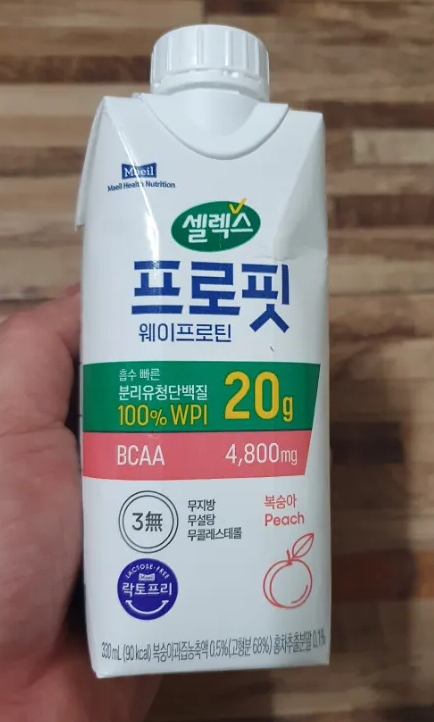 Maeil
Maeil Health Nutrition
셀렉스
프로핏
웨이프로틴
흡수 빠른
분리유청단백질
100% WPI 20g
BCAA 4,800mg
3無
무지방
무설탕
무콜레스테롤
복숭아
Peach
LACTOSE-FREE
Maeil
락토프리
330 mL (90 kcal) 복숭아과즙농축액 0.5%(고형분 68%) 홍차추출분말 0.1%